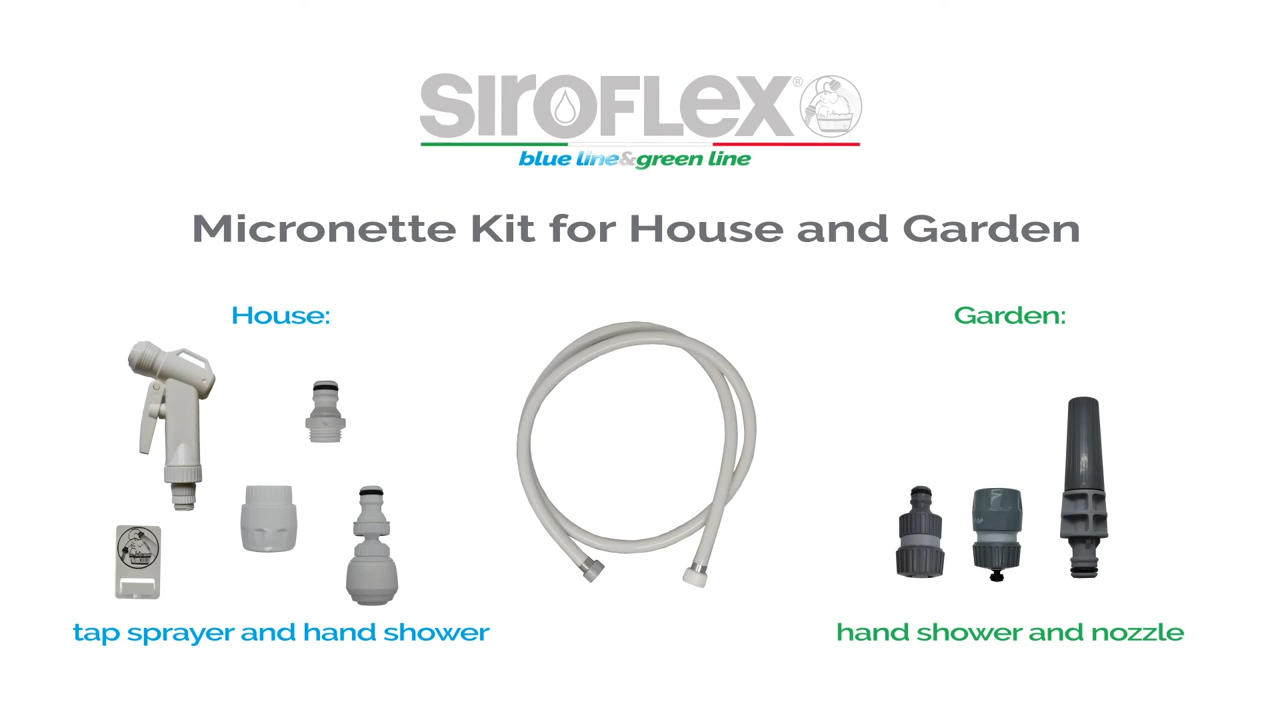 SIROFLEX®
blue line&green line
Micronette Kit for House and Garden
House:
Garden:
tap sprayer and hand shower
hand shower and nozzle